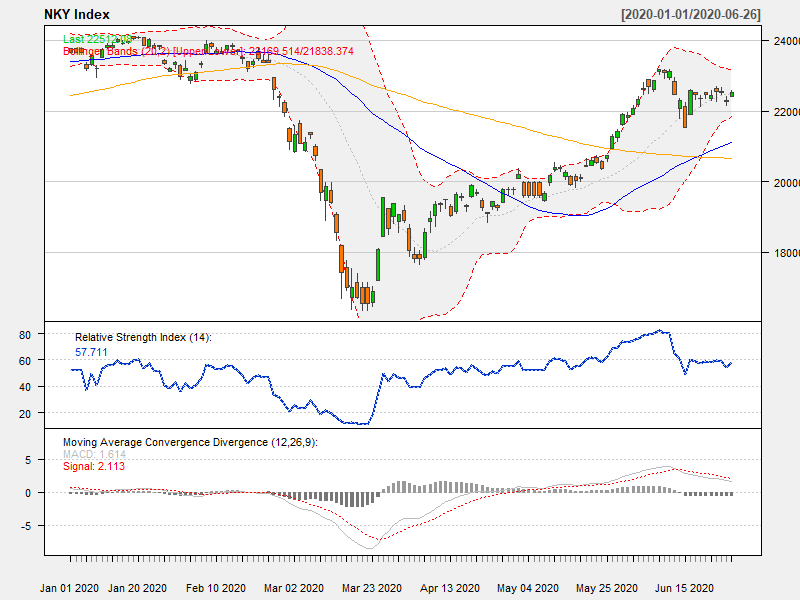 NKY Index [2020-01-01/2020-06-26]
Last 22512.08
Bollinger Bands (20,2) [Upper/Lower]: 23169.514/21838.374
24000
22000
20000
18000
Relative Strength Index (14):
57.711
80
60
40
20
Moving Average Convergence Divergence (12,26,9):
MACD: 1.614
Signal: 2.113
5
0
-5
Jan 01 2020 Jan 20 2020 Feb 10 2020 Mar 02 2020 Mar 23 2020 Apr 13 2020 May 04 2020 May 25 2020 Jun 15 2020